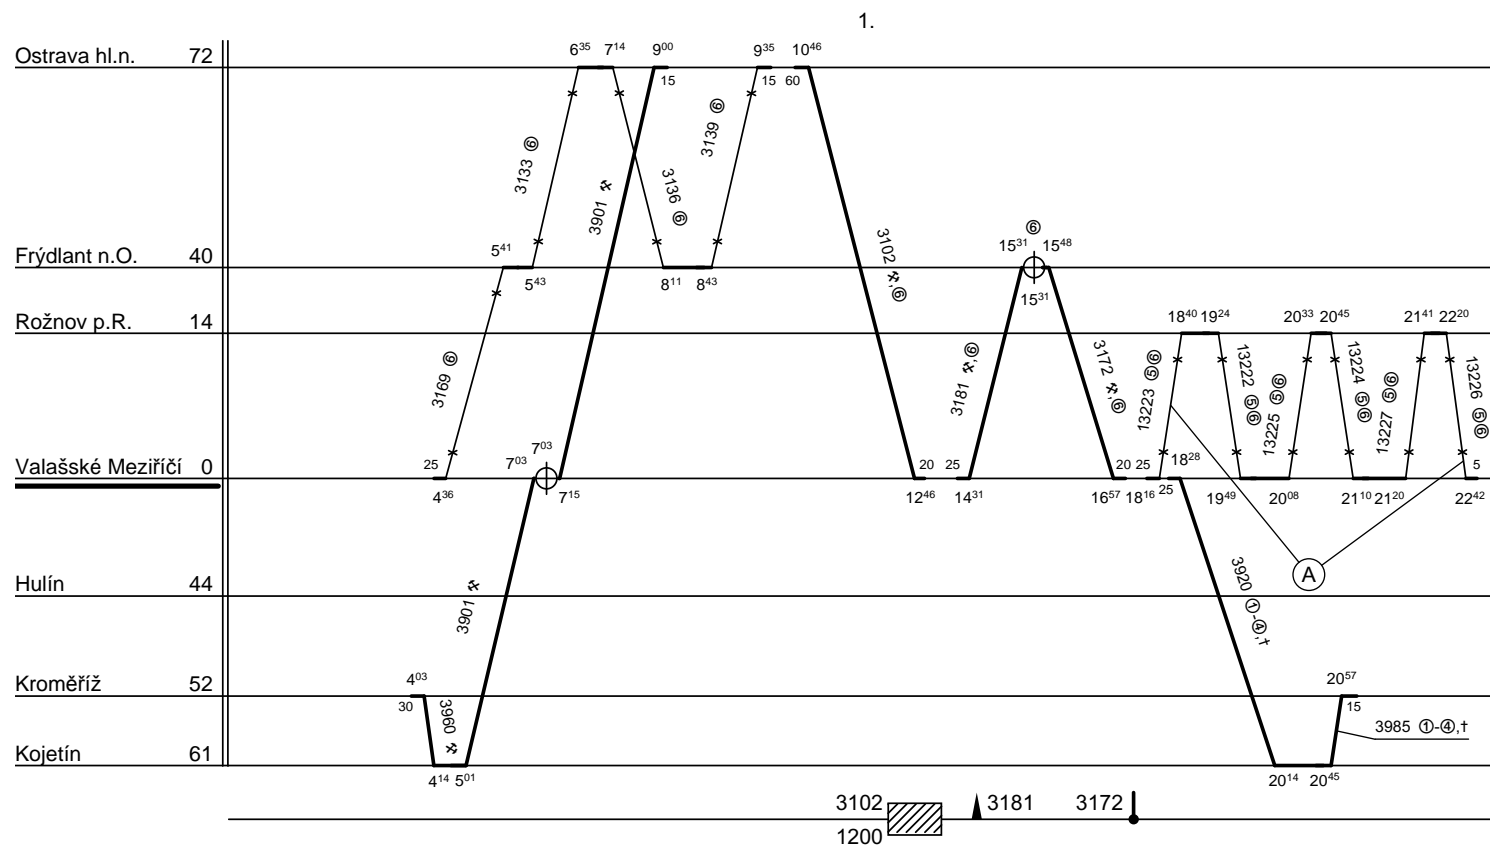 1.
Ostrava hl.n. 72
6³⁵ 7¹⁴ 9⁰⁰ 9³⁵ 10⁴⁶
15 15 60
3133 ⑥
3901 ⚒
3136 ⑥
3139 ⑥
3102 ⚒,⑥
⑥
Frýdlant n.O. 40
5⁴¹ 15³¹ 15⁴⁸
5⁴³ 8¹¹ 8⁴³ 15³¹
Rožnov p.R. 14
18⁴⁰ 19²⁴ 20³³ 20⁴⁵ 21⁴¹ 22²⁰
3169 ⑥
3181 ⚒,⑥
3172 ⚒,⑥
13223 ⑤⑥
13222 ⑤⑥
13225 ⑤⑥
13224 ⑤⑥
13227 ⑤⑥
13226 ⑤⑥
Valašské Meziříčí 0
25 7⁰³ 7⁰³ 20 25 20 25 18²⁸ 5
4³⁶ 7¹⁵ 12⁴⁶ 14³¹ 16⁵⁷ 18¹⁶ 25 19⁴⁹ 20⁰⁸ 21¹⁰ 21²⁰ 22⁴²
A
Hulín 44
3901 ⚒
3920 ①-④,†
Kroměříž 52
4⁰³ 20⁵⁷
30 15
3960 ⚒
3985 ①-④,†
Kojetín 61
4¹⁴ 5⁰¹ 20¹⁴ 20⁴⁵
3102 3181 3172
1200